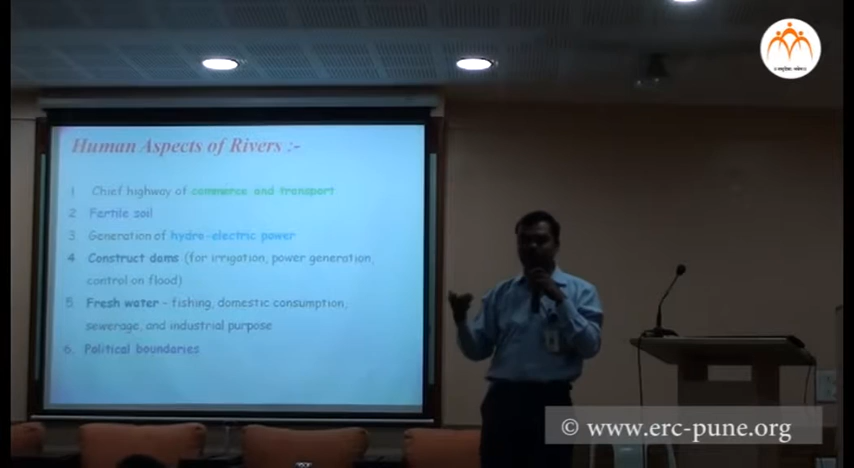 Human Aspects of Rivers :-
1 Chief highway of commerce and transport
2 Fertile soil
3 Generation of hydro-electric power
4 Construct dams (for irrigation, power generation,
control on flood)
5 Fresh water - fishing, domestic consumption,
sewerage, and industrial purpose
6. Political boundaries
© www.erc-pune.org